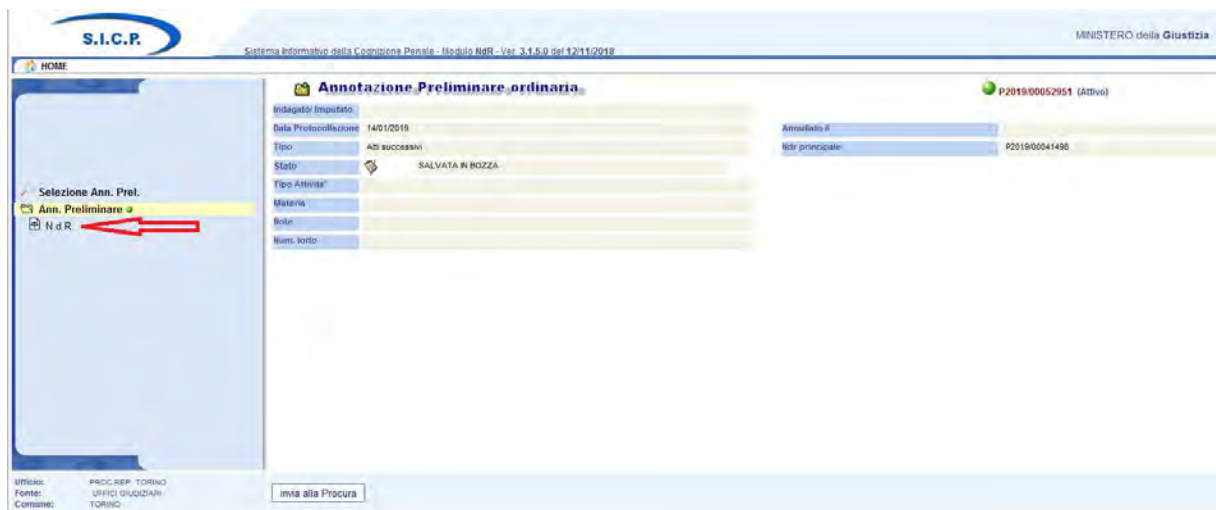 S.I.C.P.
Sistema Informativo della Cognizione Penale - Modulo NdR - Ver. 3.1.5.0 del 12/11/2018
MINISTERO della Giustizia
HOME
Annotazione Preliminare ordinaria
P2019/00052951 (Attivo)
Indagato/ Imputato
Data Protocollazione 14/01/2019
Annullato il
Tipo Atti successivi
Ndr principale P2019/00041498
Stato SALVATA IN BOZZA
Tipo Attivita'
Materia
Note
Num. lotto
Selezione Ann. Prel.
Ann. Preliminare
N d R
Ufficio: PROC.REP. TORINO
Fonte: UFFICI GIUDIZIARI
Comune: TORINO
invia alla Procura